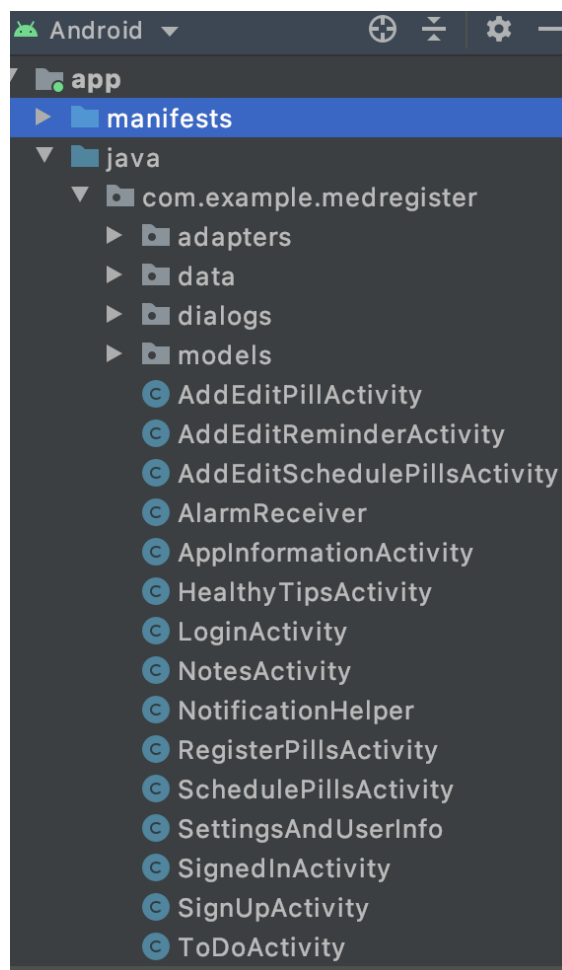 Android
app
manifests
java
com.example.medregister
adapters
data
dialogs
models
AddEditPillActivity
AddEditReminderActivity
AddEditSchedulePillsActivity
AlarmReceiver
AppInformationActivity
HealthyTipsActivity
LoginActivity
NotesActivity
NotificationHelper
RegisterPillsActivity
SchedulePillsActivity
SettingsAndUserInfo
SignedInActivity
SignUpActivity
ToDoActivity